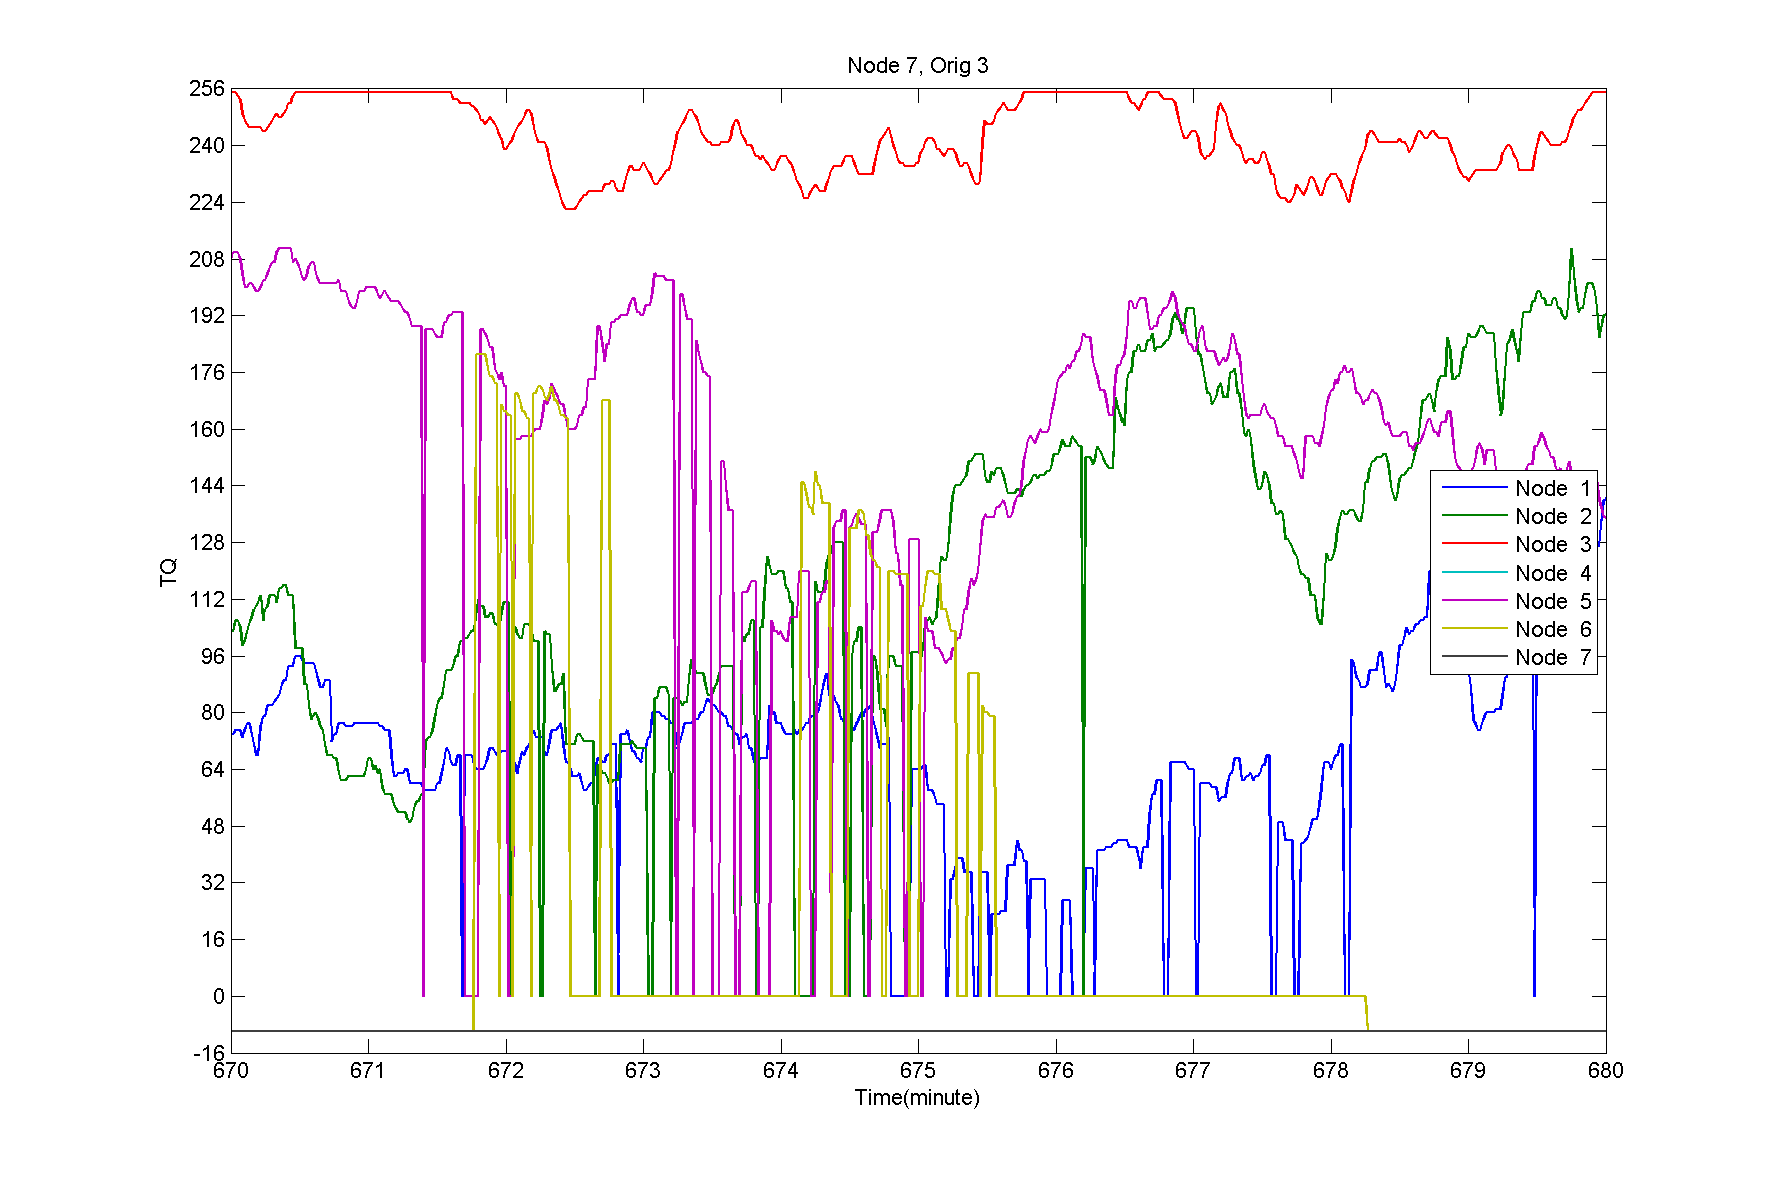 Node 7, Orig 3
256
240
224
208
192
176
160
144
128
112
96
80
64
48
32
16
0
-16
TQ
Node 1
Node 2
Node 3
Node 4
Node 5
Node 6
Node 7
670 671 672 673 674 675 676 677 678 679 680
Time(minute)